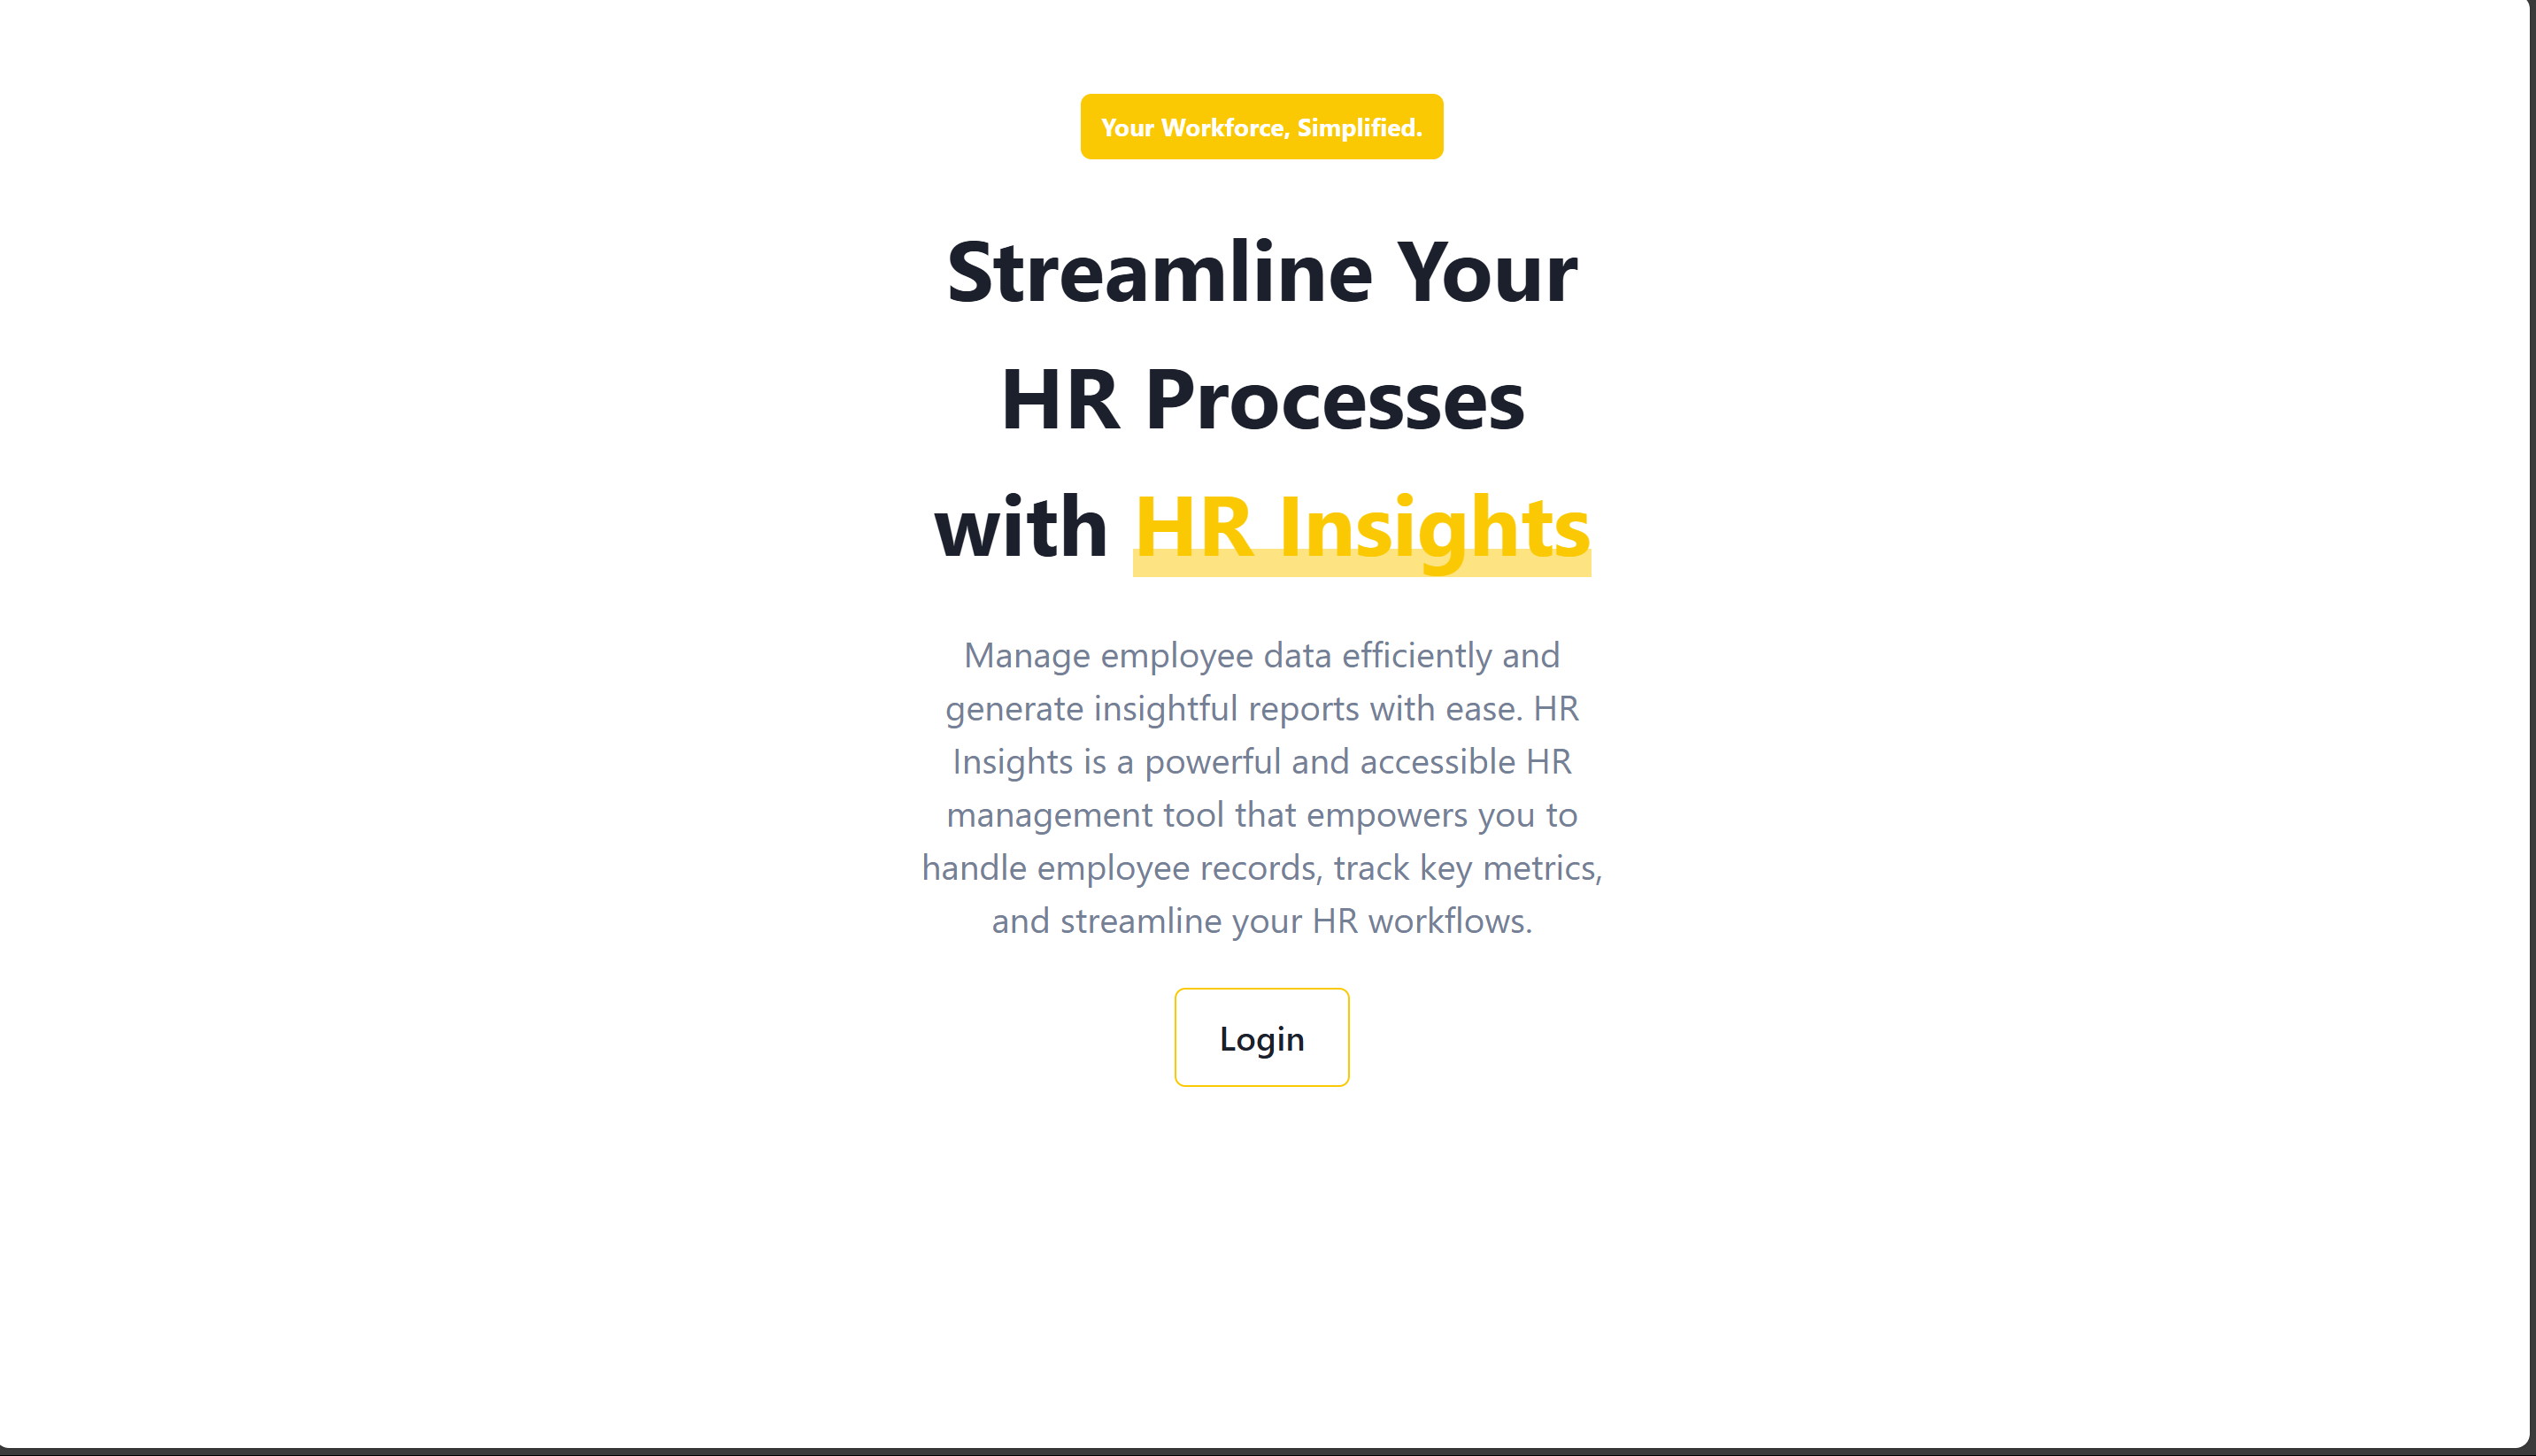 Your Workforce, Simplified.
Streamline Your
HR Processes
with HR Insights
Manage employee data efficiently and
generate insightful reports with ease. HR
Insights is a powerful and accessible HR
management tool that empowers you to
handle employee records, track key metrics,
and streamline your HR workflows.
Login